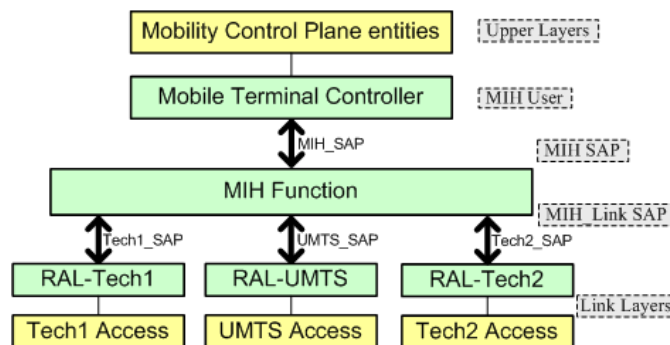 Mobility Control Plane entities
Upper Layers
Mobile Terminal Controller
MIH User
MIH_SAP
MIH SAP
MIH Function
MIH_Link SAP
Tech1_SAP
UMTS_SAP
Tech2_SAP
RAL-Tech1
RAL-UMTS
RAL-Tech2
Link Layers
Tech1 Access
UMTS Access
Tech2 Access